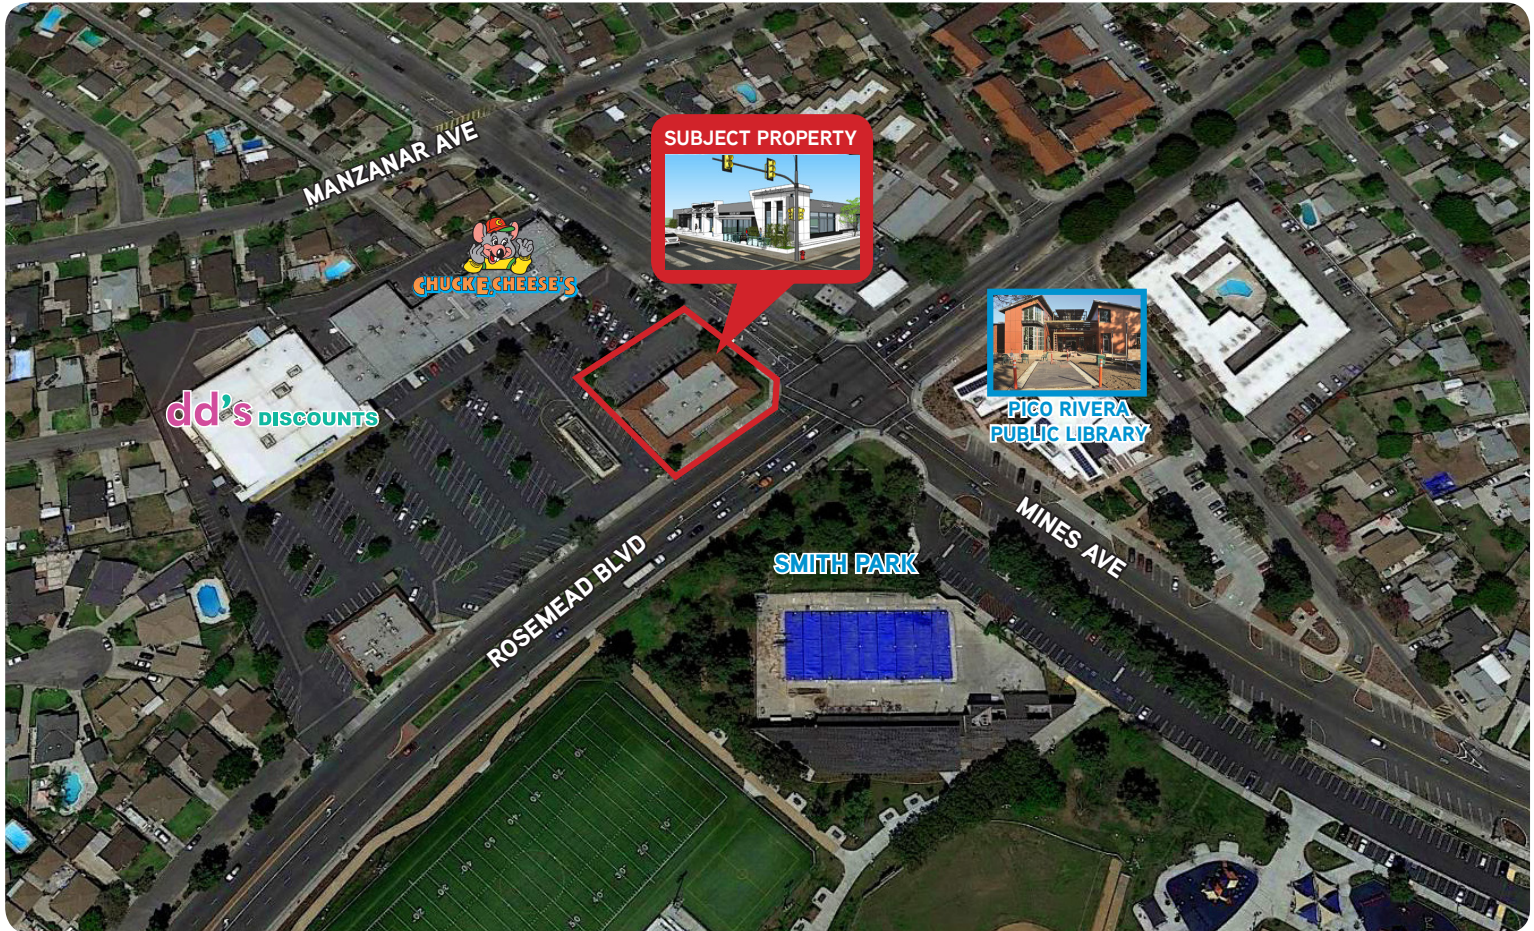 SUBJECT PROPERTY
MANZANAR AVE
CHUCK E. CHEESE'S
dd's DISCOUNTS
PICO RIVERA
PUBLIC LIBRARY
MINES AVE
SMITH PARK
ROSEMEAD BLVD